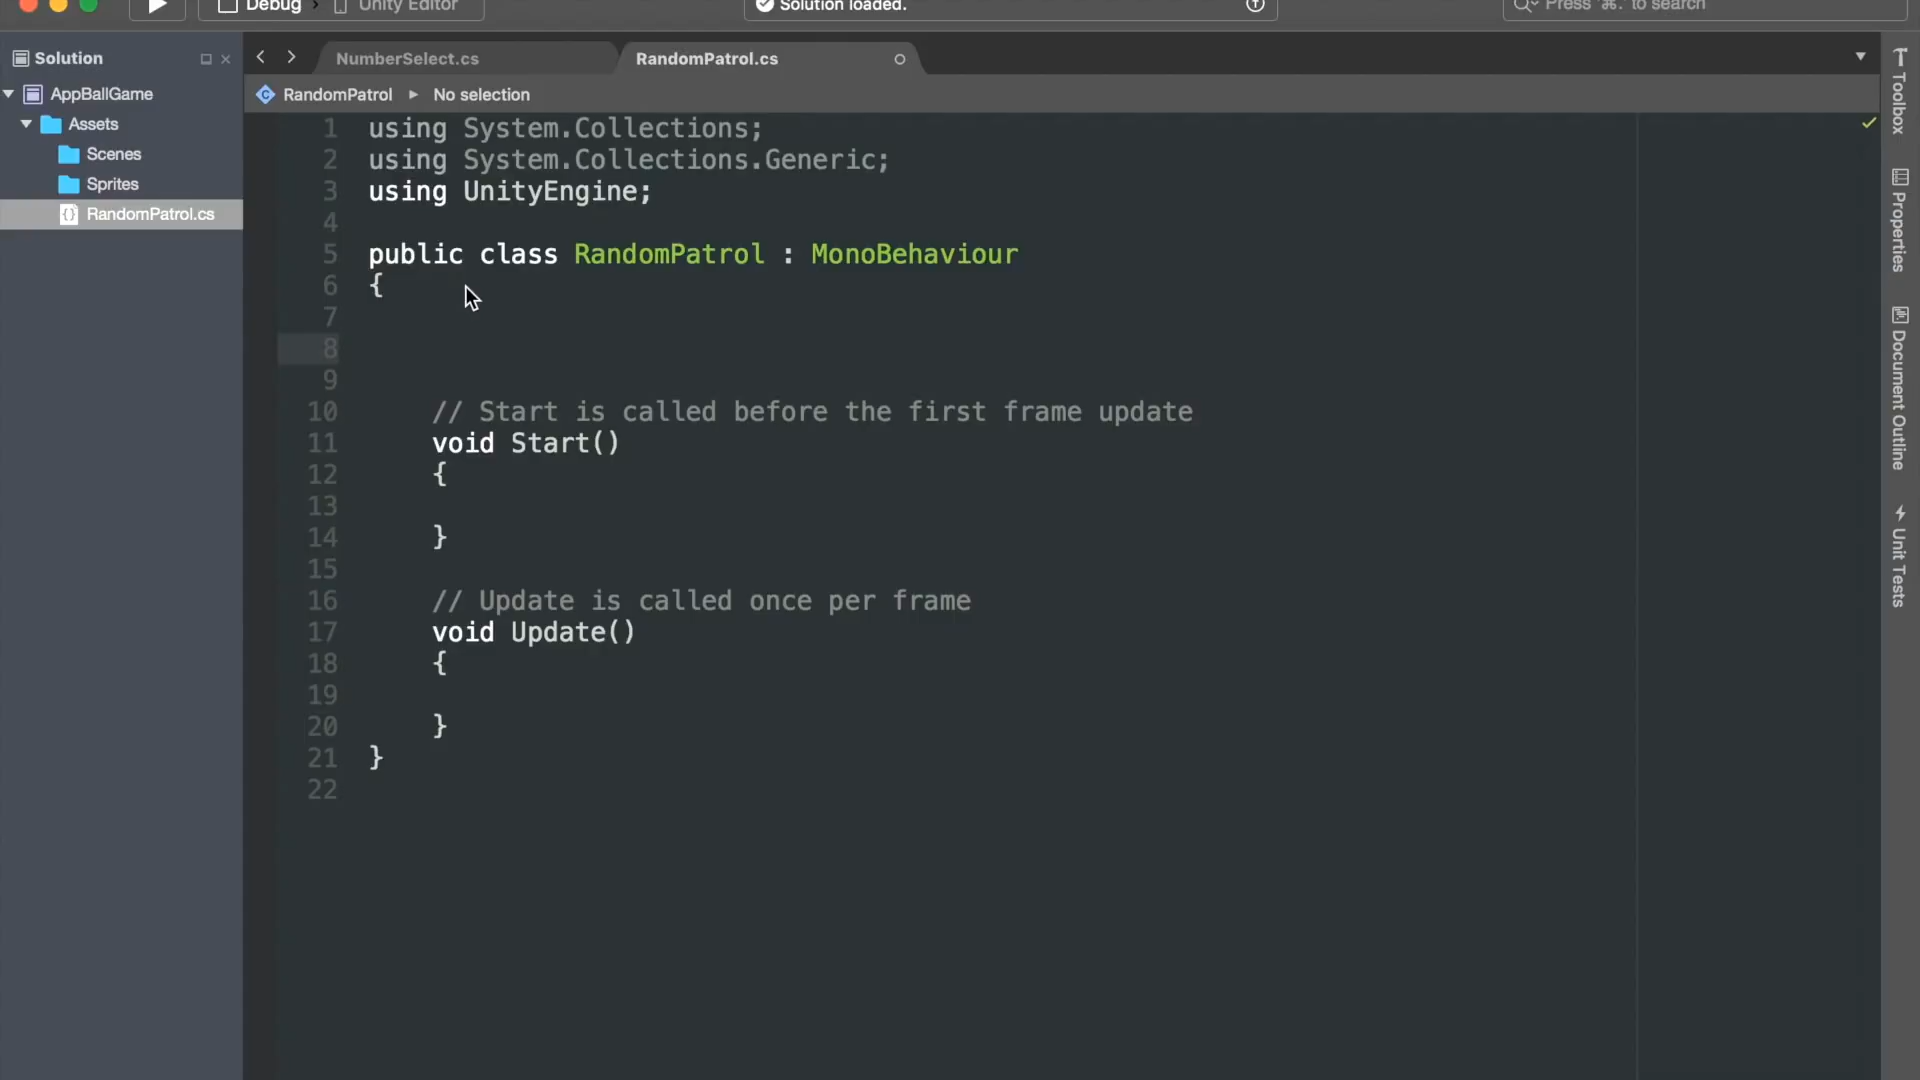 Debug
Unity Editor
Solution loaded.
Press ⌘. to search
Solution
NumberSelect.cs
RandomPatrol.cs
AppBallGame
Assets
Scenes
Sprites
RandomPatrol.cs
RandomPatrol ▸ No selection
1 using System.Collections;
2 using System.Collections.Generic;
3 using UnityEngine;
4
5 public class RandomPatrol : MonoBehaviour
6 {
7
8
9
10 // Start is called before the first frame update
11 void Start()
12 {
13
14 }
15
16 // Update is called once per frame
17 void Update()
18 {
19
20 }
21 }
22
Toolbox
Properties
Document Outline
Unit Tests